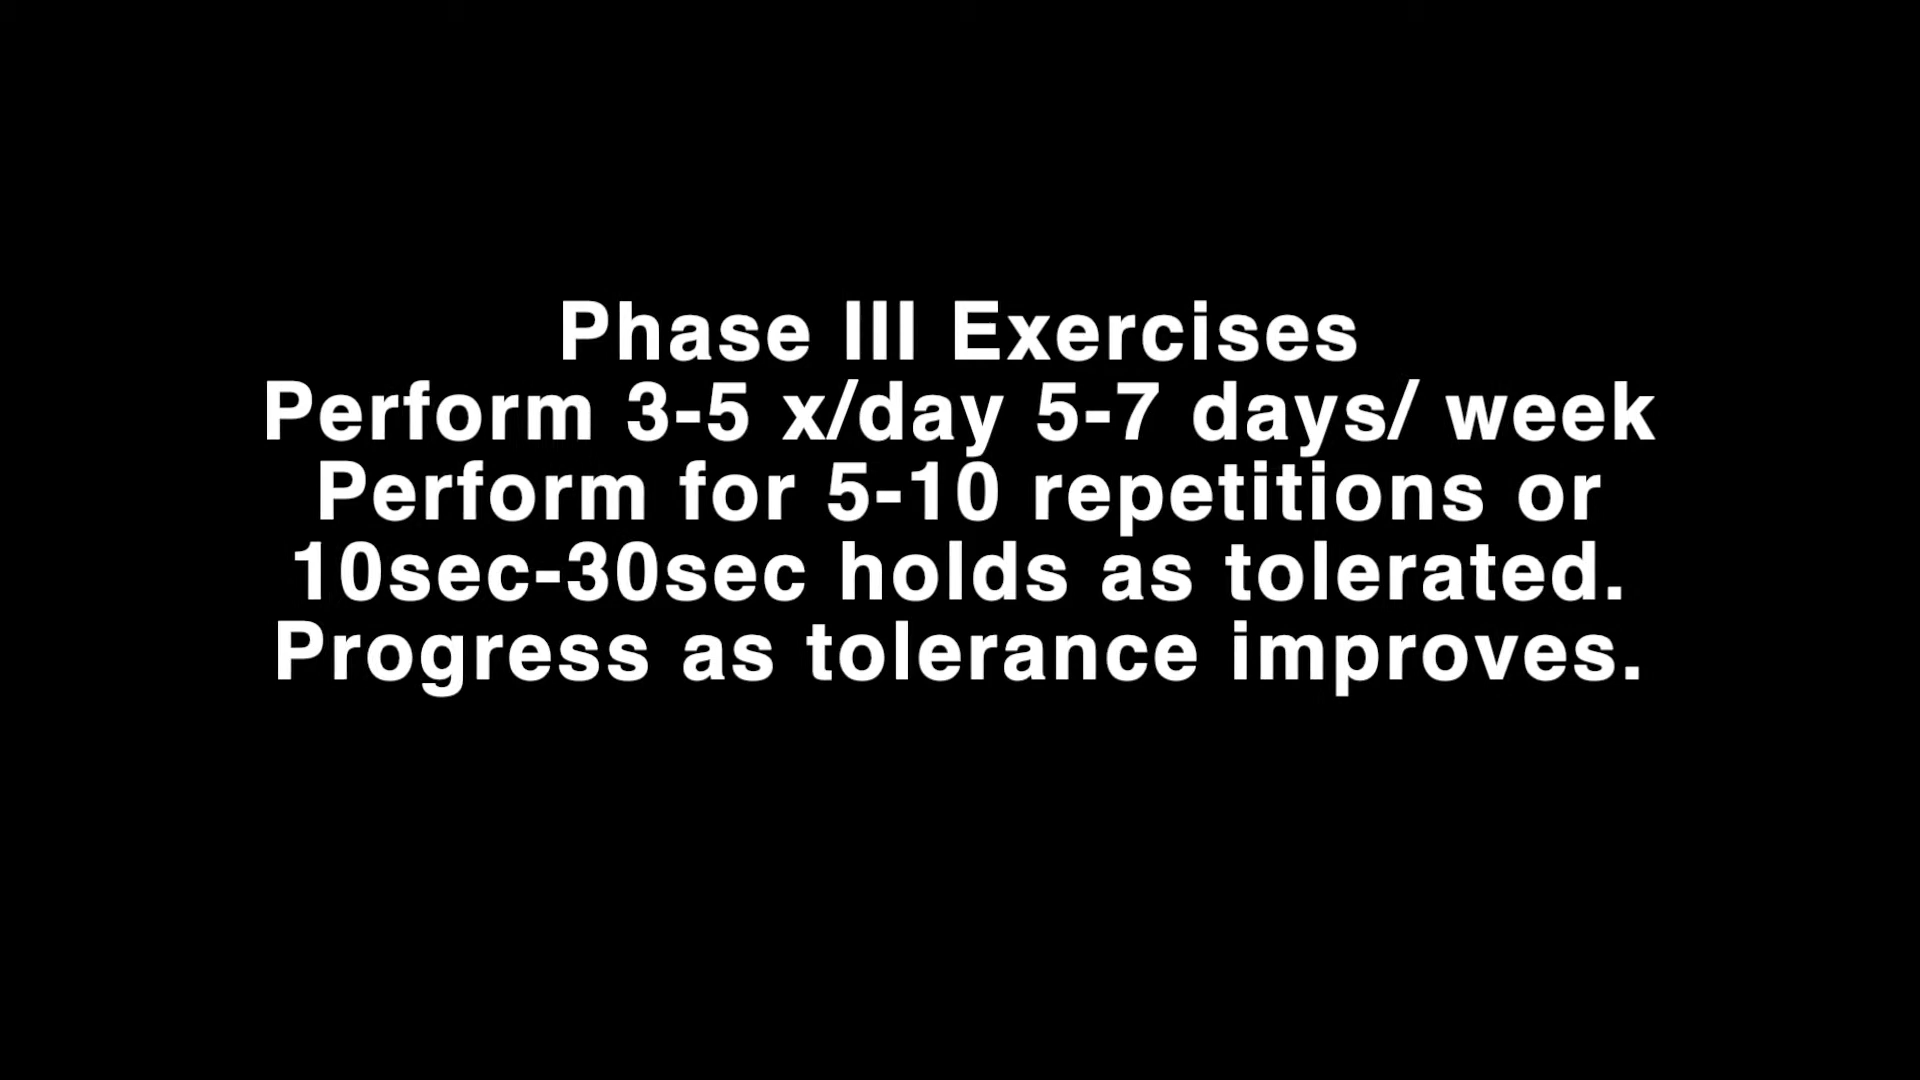 Phase III Exercises
Perform 3-5 x/day 5-7 days/ week
Perform for 5-10 repetitions or
10sec-30sec holds as tolerated.
Progress as tolerance improves.